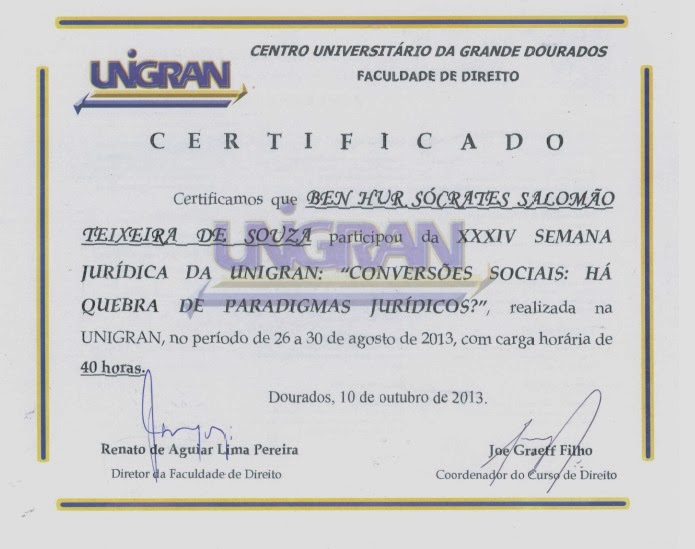 UNIGRAN
CENTRO UNIVERSITÁRIO DA GRANDE DOURADOS
FACULDADE DE DIREITO
CERTIFICADO
Certificamos que BEN HUR SÓCRATES SALOMÃO
TEIXEIRA DE SOUZA participou da XXXIV SEMANA
JURÍDICA DA UNIGRAN: “CONVERSÕES SOCIAIS: HÁ
QUEBRA DE PARADIGMAS JURÍDICOS?”, realizada na
UNIGRAN, no período de 26 a 30 de agosto de 2013, com carga horária de
40 horas.
Dourados, 10 de outubro de 2013.
Renato de Aguiar Lima Pereira
Diretor da Faculdade de Direito
Joe Graeff Filho
Coordenador do Curso de Direito
UNIGRAN